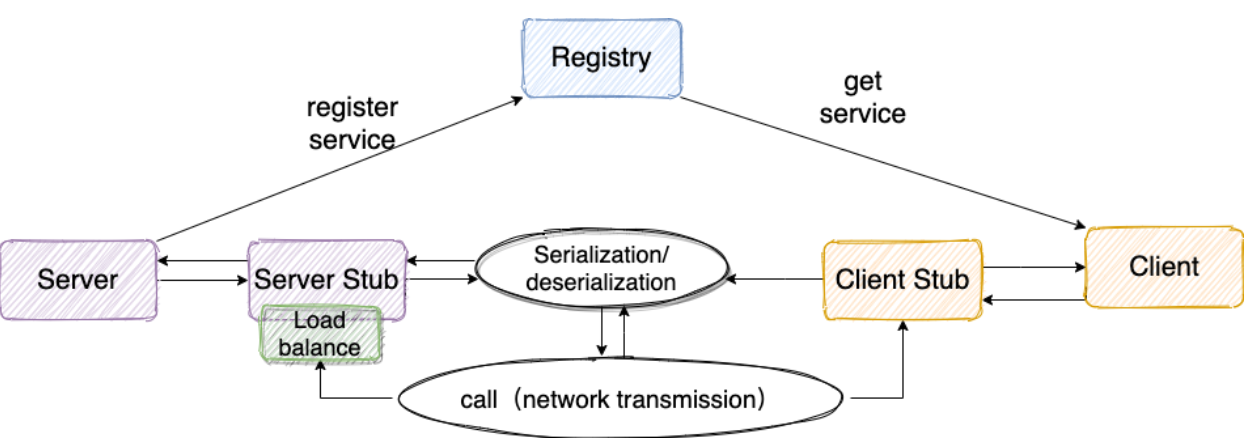 Registry
get
service
register
service
Server
Server Stub
Load
balance
Serialization/
deserialization
Client Stub
Client
call（network transmission）